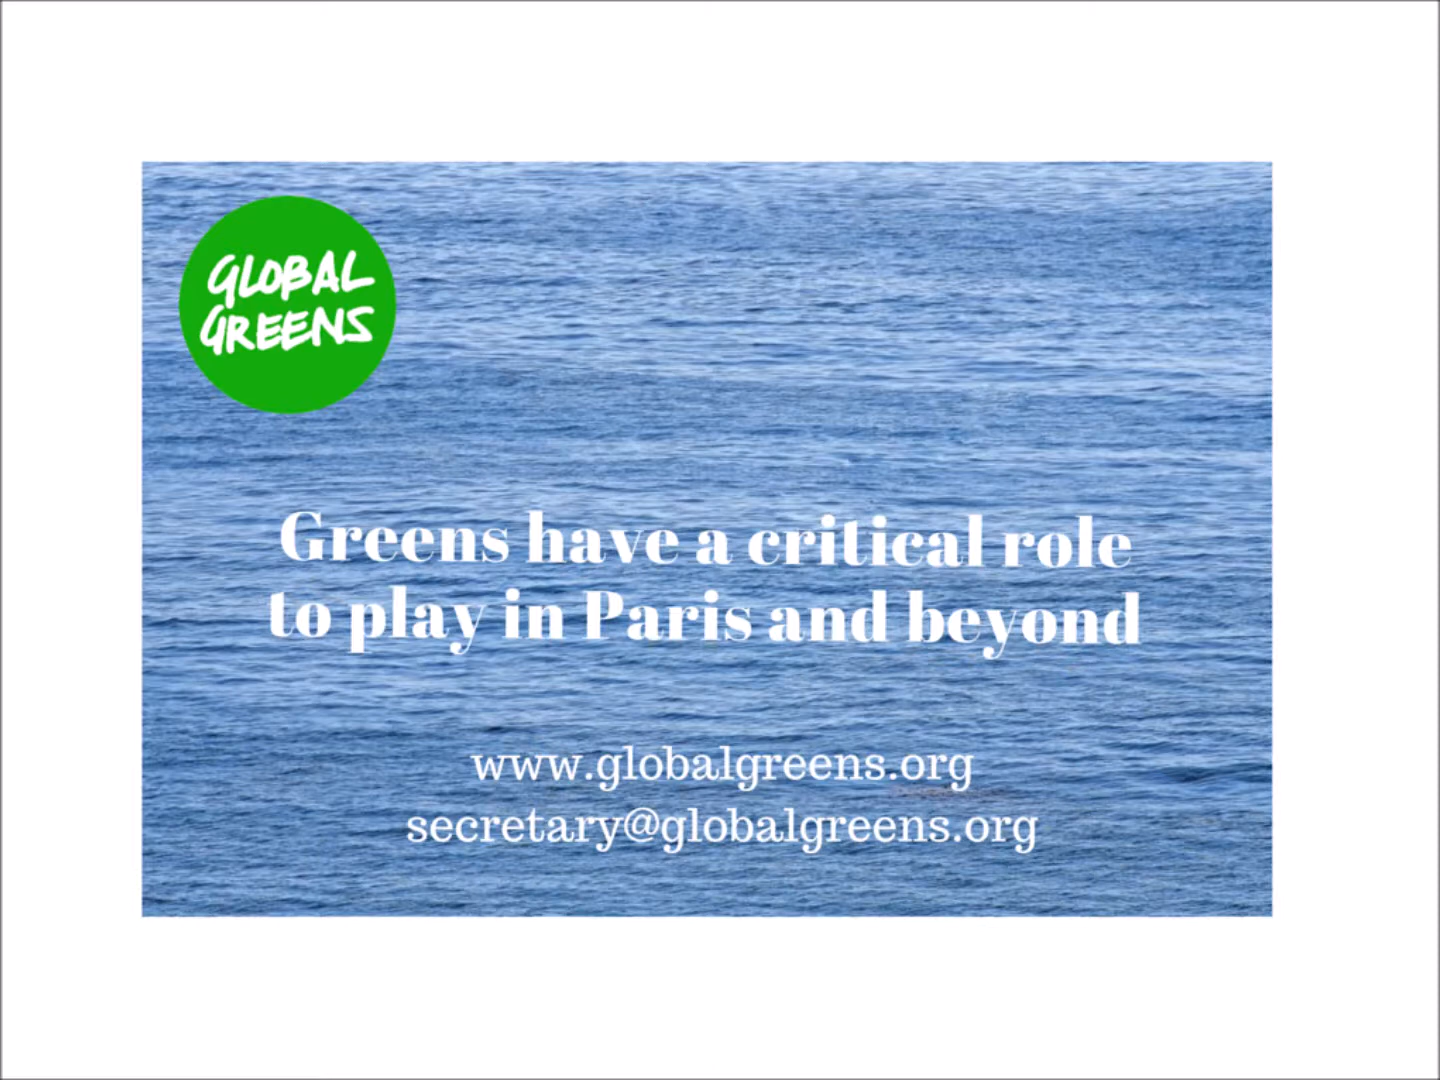 GLOBAL
GREENS
Greens have a critical role
to play in Paris and beyond
www.globalgreens.org
secretary@globalgreens.org